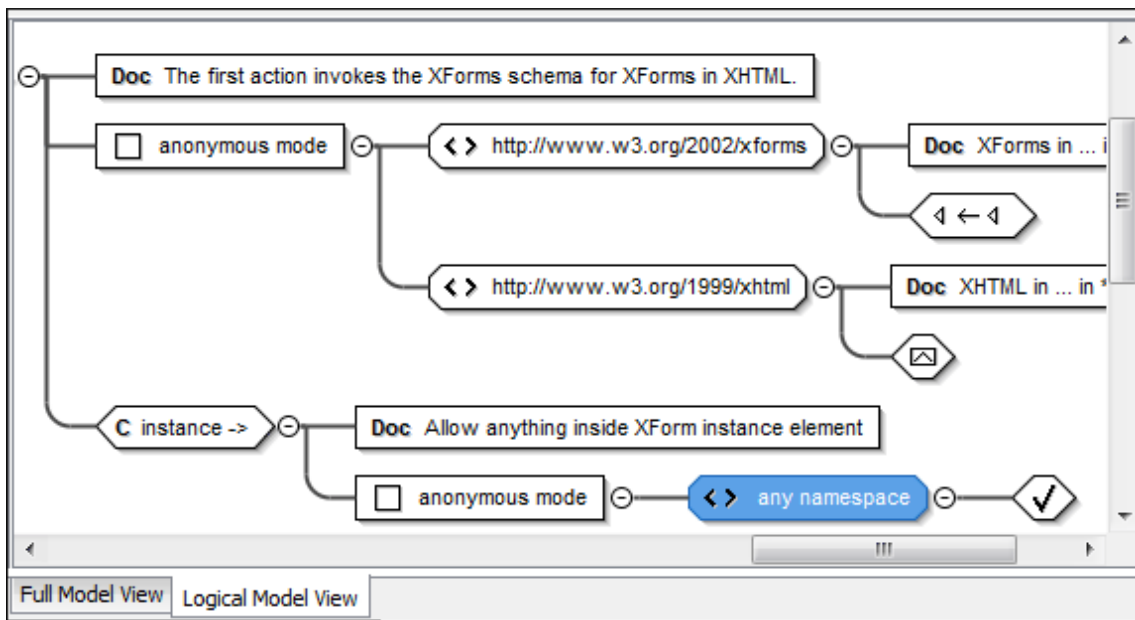 Doc The first action invokes the XForms schema for XForms in XHTML.
anonymous mode
http://www.w3.org/2002/xforms
Doc XForms in ... i
http://www.w3.org/1999/xhtml
Doc XHTML in ... in *
C instance ->
Doc Allow anything inside XForm instance element
anonymous mode
any namespace
Full Model View
Logical Model View